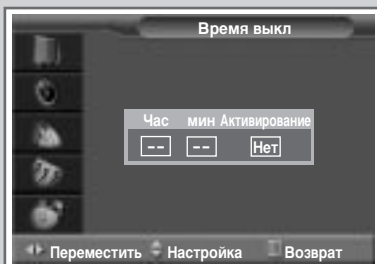 Время выкл
Час мин Активирование
-- -- Нет
Переместить Настройка Возврат